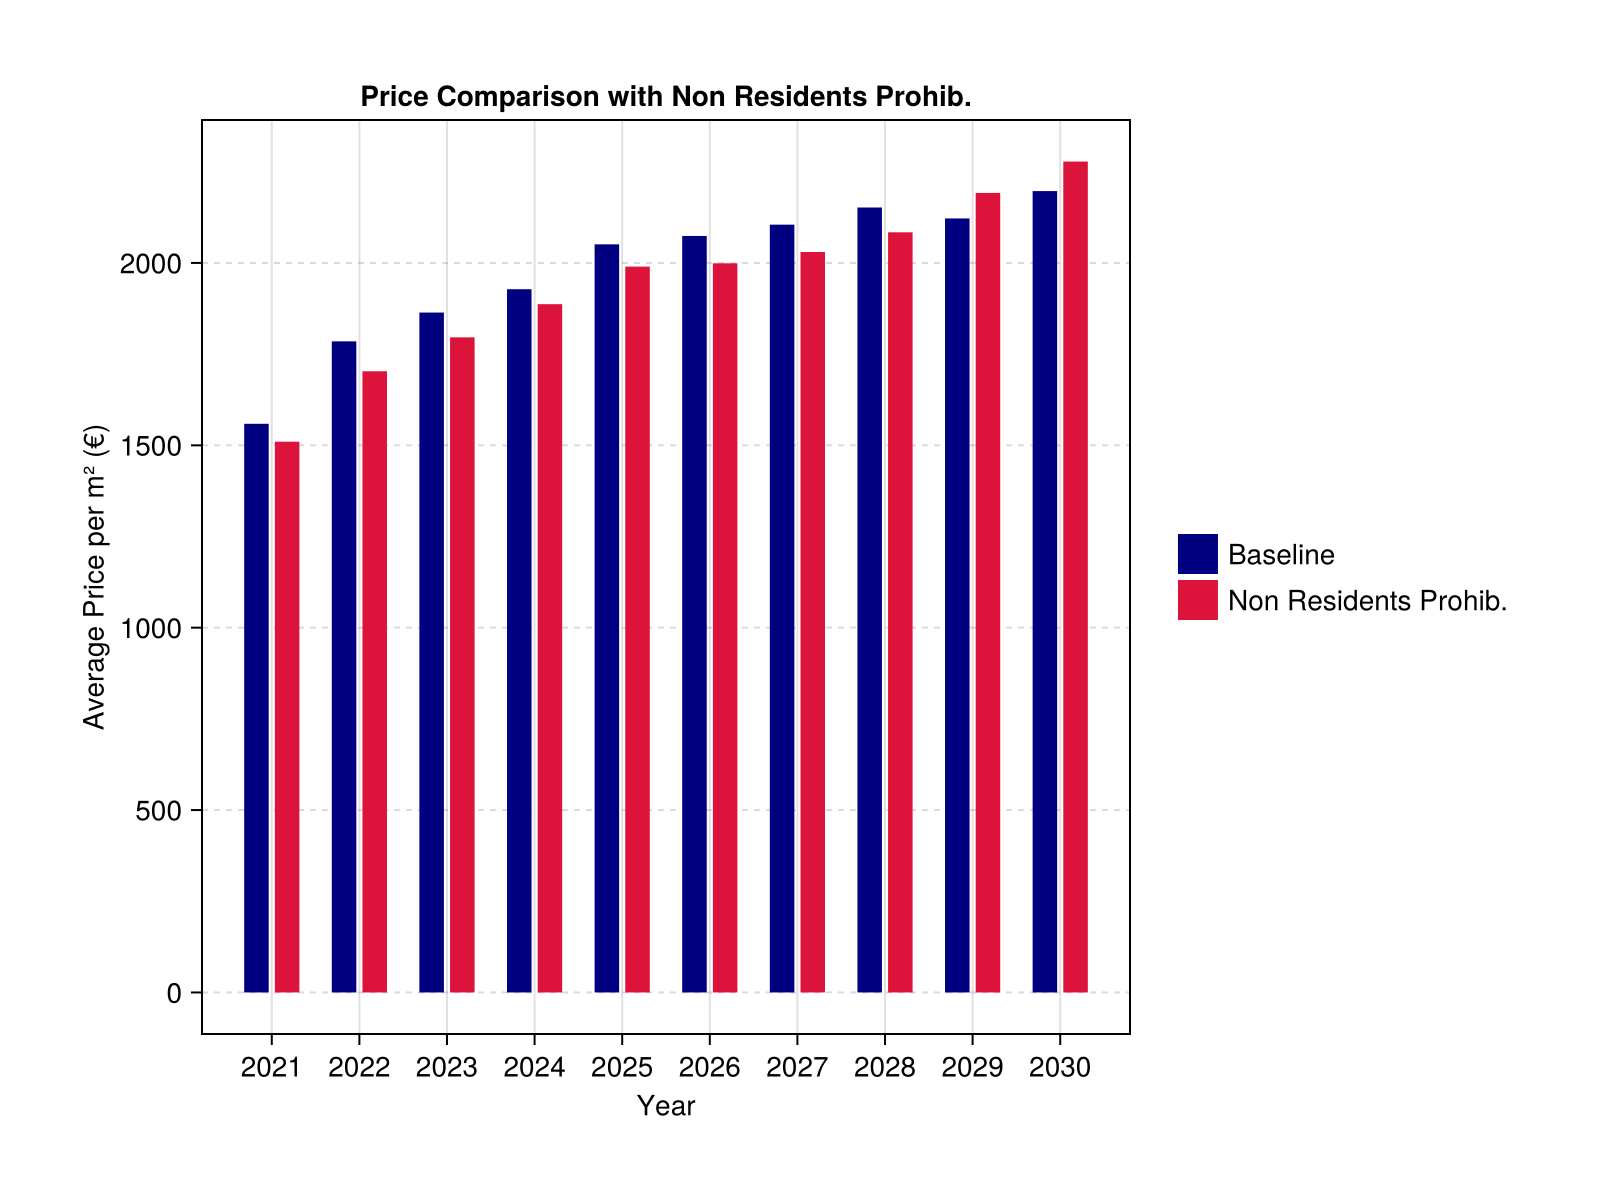 Price Comparison with Non Residents Prohib.
Average Price per m² (€)
2000
1500
1000
500
0
2021 2022 2023 2024 2025 2026 2027 2028 2029 2030
Year
Baseline
Non Residents Prohib.